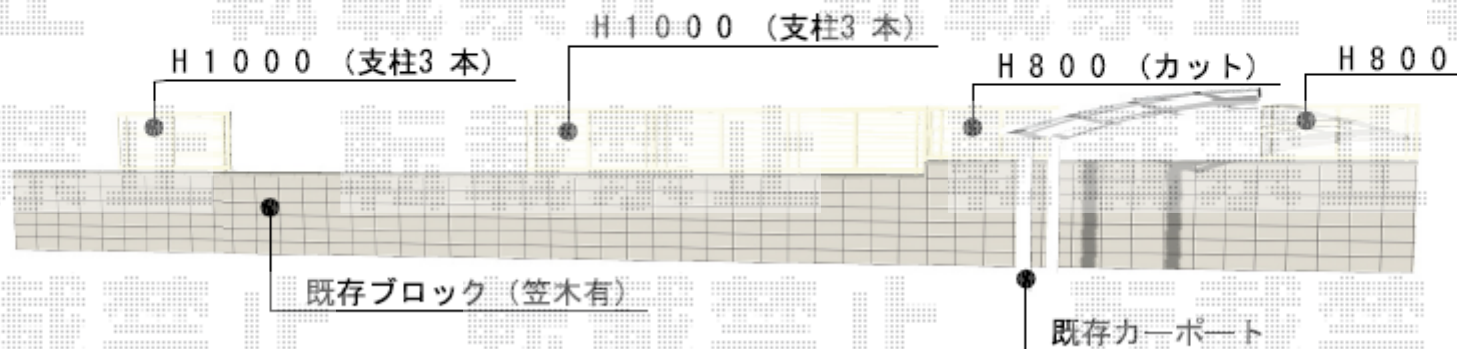 H1000 (支柱3 本)
H1000 (支柱3 本)
H800 (カット)
H800
既存ブロック (笠木有)
既存カーポート